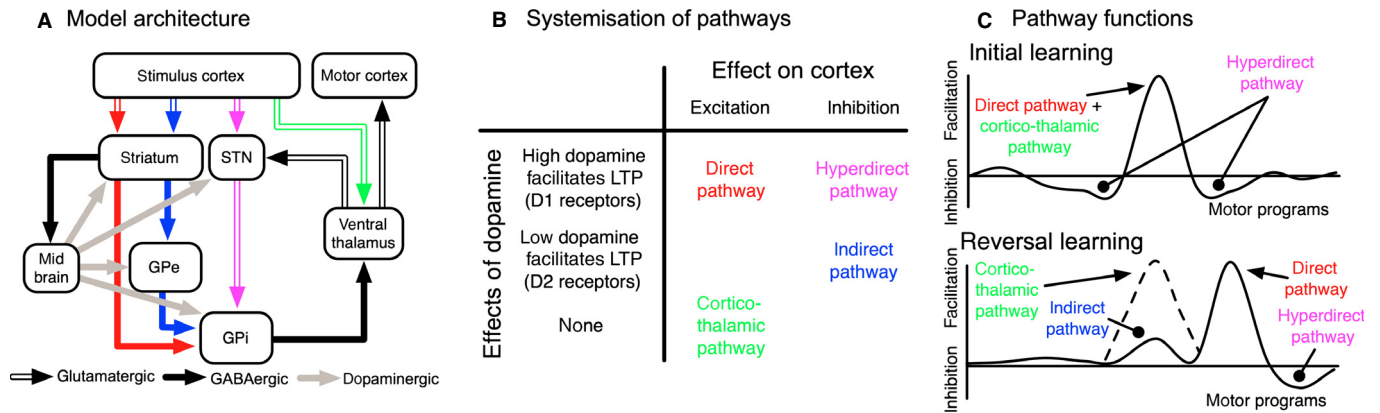 A Model architecture
Stimulus cortex
Motor cortex
Striatum
STN
Ventral
thalamus
Mid
brain
GPe
GPi
Glutamatergic
GABAergic
Dopaminergic
B Systemisation of pathways
Effect on cortex
Excitation
Inhibition
Effects of dopamine
High dopamine
facilitates LTP
(D1 receptors)
Direct
pathway
Hyperdirect
pathway
Low dopamine
facilitates LTP
(D2 receptors)
Indirect
pathway
None
Cortico-
thalamic
pathway
C Pathway functions
Initial learning
Facilitation
Inhibition
Direct pathway +
cortico-thalamic
pathway
Hyperdirect
pathway
Motor programs
Reversal learning
Facilitation
Inhibition
Cortico-
thalamic
pathway
Indirect
pathway
Direct
pathway
Hyperdirect
pathway
Motor programs